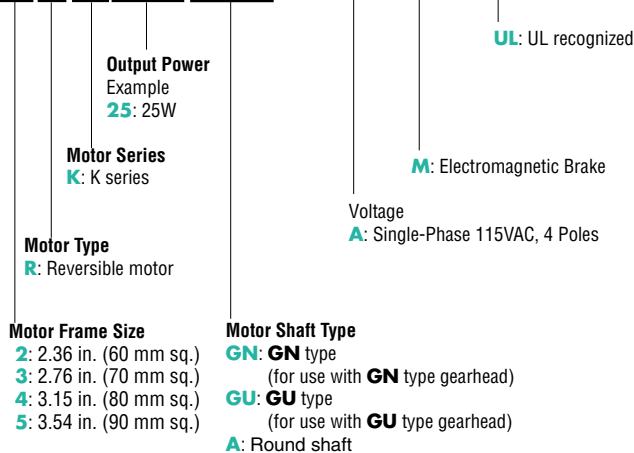 UL: UL recognized
Output Power
Example
25: 25W
Motor Series
K: K series
M: Electromagnetic Brake
Voltage
A: Single-Phase 115VAC, 4 Poles
Motor Type
R: Reversible motor
Motor Frame Size
2: 2.36 in. (60 mm sq.)
3: 2.76 in. (70 mm sq.)
4: 3.15 in. (80 mm sq.)
5: 3.54 in. (90 mm sq.)
Motor Shaft Type
GN: GN type
(for use with GN type gearhead)
GU: GU type
(for use with GU type gearhead)
A: Round shaft